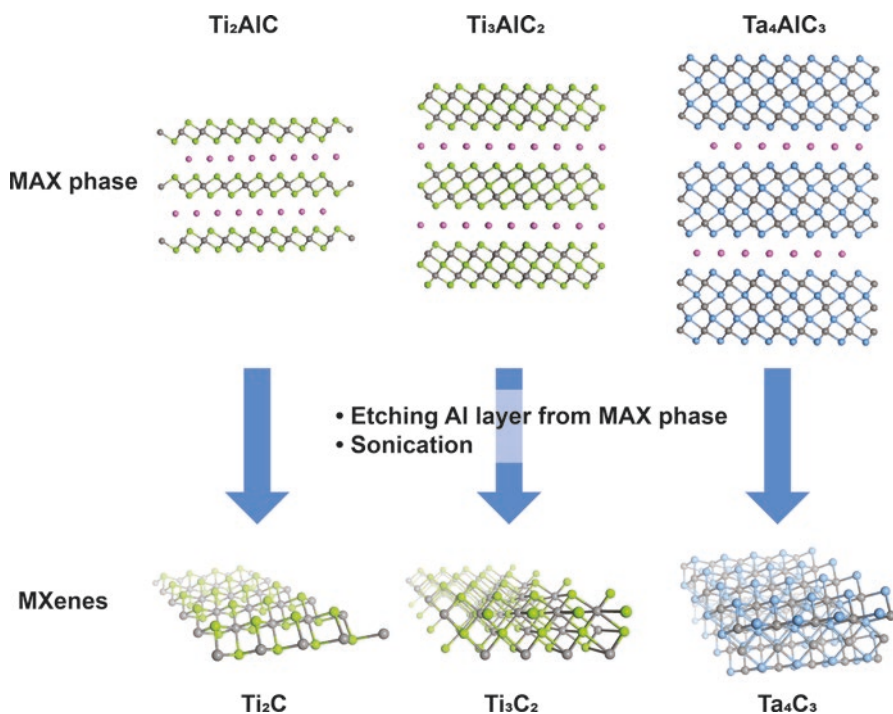 Ti₂AlC Ti₃AlC₂ Ta₄AlC₃
MAX phase
• Etching Al layer from MAX phase
• Sonication
MXenes
Ti₂C Ti₃C₂ Ta₄C₃